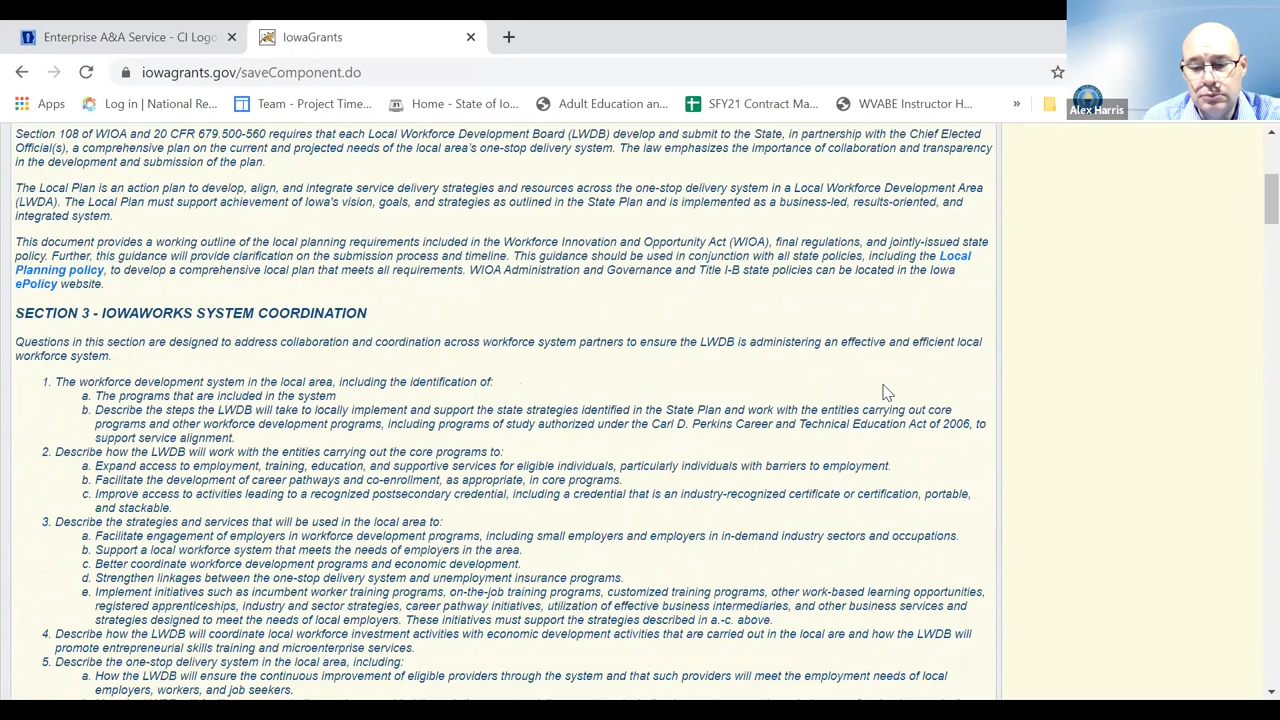 Enterprise A&A Service - CI Logo
IowaGrants
iowagrants.gov/saveComponent.do
Apps
Log in | National Re...
Team - Project Time...
Home - State of Io...
Adult Education an...
SFY21 Contract Ma...
WVABE Instructor H...
»
Alex Harris
Section 108 of WIOA and 20 CFR 679.500-560 requires that each Local Workforce Development Board (LWDB) develop and submit to the State, in partnership with the Chief Elected
Official(s), a comprehensive plan on the current and projected needs of the local area's one-stop delivery system. The law emphasizes the importance of collaboration and transparency
in the development and submission of the plan.
The Local Plan is an action plan to develop, align, and integrate service delivery strategies and resources across the one-stop delivery system in a Local Workforce Development Area
(LWDA). The Local Plan must support achievement of Iowa's vision, goals, and strategies as outlined in the State Plan and is implemented as a business-led, results-oriented, and
integrated system.
This document provides a working outline of the local planning requirements included in the Workforce Innovation and Opportunity Act (WIOA), final regulations, and jointly-issued state
policy. Further, this guidance will provide clarification on the submission process and timeline. This guidance should be used in conjunction with all state policies, including the Local
Planning policy, to develop a comprehensive local plan that meets all requirements. WIOA Administration and Governance and Title I-B state policies can be located in the Iowa
ePolicy website.
SECTION 3 - IOWAWORKS SYSTEM COORDINATION
Questions in this section are designed to address collaboration and coordination across workforce system partners to ensure the LWDB is administering an effective and efficient local
workforce system.
1. The workforce development system in the local area, including the identification of:
a. The programs that are included in the system
b. Describe the steps the LWDB will take to locally implement and support the state strategies identified in the State Plan and work with the entities carrying out core
programs and other workforce development programs, including programs of study authorized under the Carl D. Perkins Career and Technical Education Act of 2006, to
support service alignment.
2. Describe how the LWDB will work with the entities carrying out the core programs to:
a. Expand access to employment, training, education, and supportive services for eligible individuals, particularly individuals with barriers to employment.
b. Facilitate the development of career pathways and co-enrollment, as appropriate, in core programs.
c. Improve access to activities leading to a recognized postsecondary credential, including a credential that is an industry-recognized certificate or certification, portable,
and stackable.
3. Describe the strategies and services that will be used in the local area to:
a. Facilitate engagement of employers in workforce development programs, including small employers and employers in in-demand industry sectors and occupations.
b. Support a local workforce system that meets the needs of employers in the area.
c. Better coordinate workforce development programs and economic development.
d. Strengthen linkages between the one-stop delivery system and unemployment insurance programs.
e. Implement initiatives such as incumbent worker training programs, on-the-job training programs, customized training programs, other work-based learning opportunities,
registered apprenticeships, industry and sector strategies, career pathway initiatives, utilization of effective business intermediaries, and other business services and
strategies designed to meet the needs of local employers. These initiatives must support the strategies described in a.-c. above.
4. Describe how the LWDB will coordinate local workforce investment activities with economic development activities that are carried out in the local are and how the LWDB will
promote entrepreneurial skills training and microenterprise services.
5. Describe the one-stop delivery system in the local area, including:
a. How the LWDB will ensure the continuous improvement of eligible providers through the system and that such providers will meet the employment needs of local
employers, workers, and job seekers.